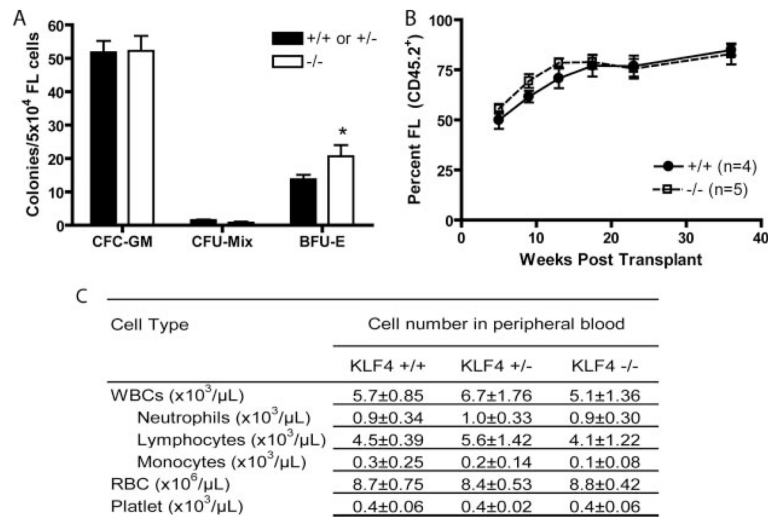 A
Colonies/5x10⁴ FL cells
60
50
40
30
20
10
0
+/+ or +/-
-/-
*
CFC-GM CFU-Mix BFU-E
B
Percent FL (CD45.2⁺)
100
75
50
25
0
+/+ (n=4)
-/- (n=5)
0 10 20 30 40
Weeks Post Transplant
C
Cell Type Cell number in peripheral blood
KLF4 +/+ KLF4 +/- KLF4 -/-
WBCs (x10³/µL) 5.7±0.85 6.7±1.76 5.1±1.36
Neutrophils (x10³/µL) 0.9±0.34 1.0±0.33 0.9±0.30
Lymphocytes (x10³/µL) 4.5±0.39 5.6±1.42 4.1±1.22
Monocytes (x10³/µL) 0.3±0.25 0.2±0.14 0.1±0.08
RBC (x10⁶/µL) 8.7±0.75 8.4±0.53 8.8±0.42
Platelet (x10³/µL) 0.4±0.06 0.4±0.02 0.4±0.06